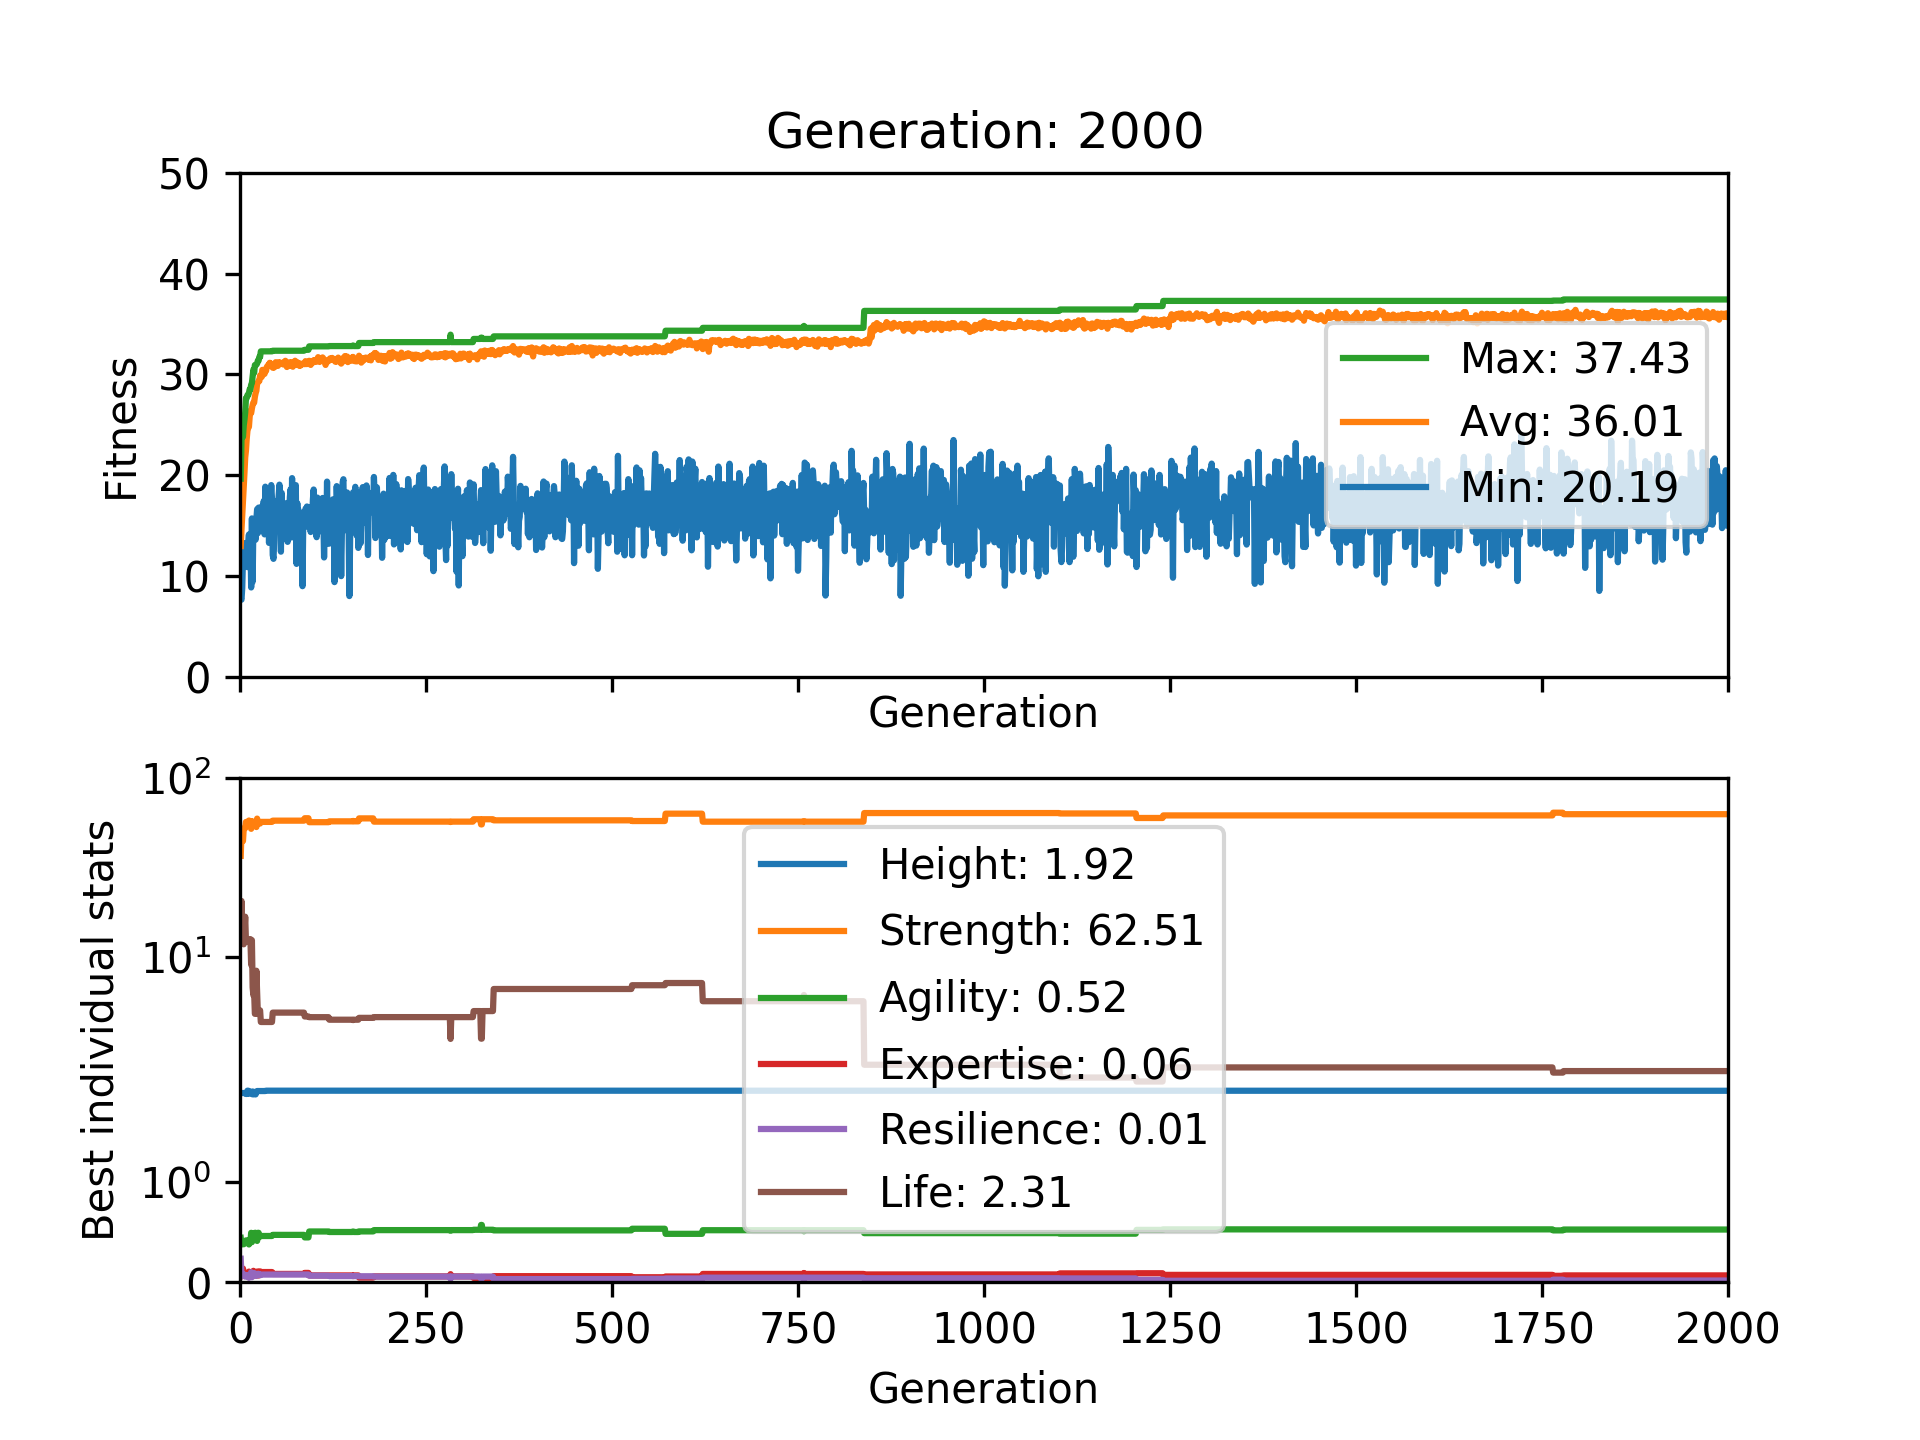 Generation: 2000
50
40
30
20
10
0
Fitness
Max: 37.43
Avg: 36.01
Min: 20.19
Generation
10²
10¹
10⁰
0
Best individual stats
Height: 1.92
Strength: 62.51
Agility: 0.52
Expertise: 0.06
Resilience: 0.01
Life: 2.31
0 250 500 750 1000 1250 1500 1750 2000
Generation